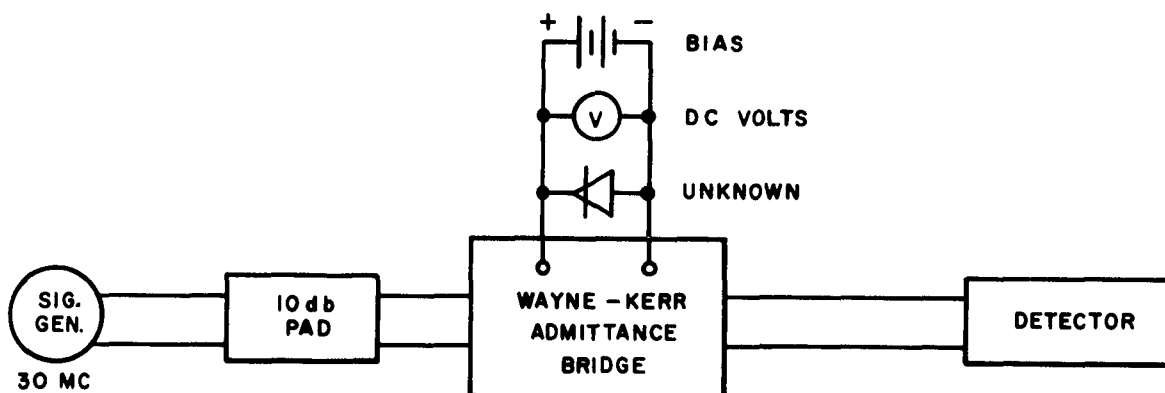 + −
BIAS
V
DC VOLTS
UNKNOWN
SIG.
GEN.
30 MC
10 db
PAD
WAYNE – KERR
ADMITTANCE
BRIDGE
DETECTOR